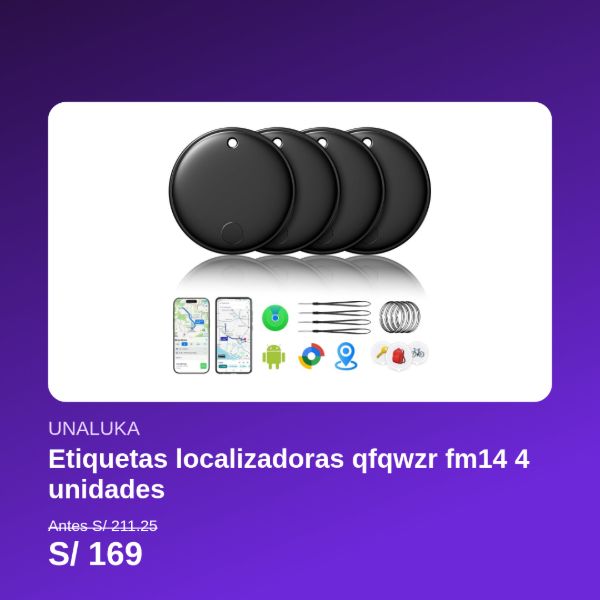 UNALUKA
Etiquetas localizadoras qfqwzr fm14 4
unidades
Antes S/ 211.25
S/ 169